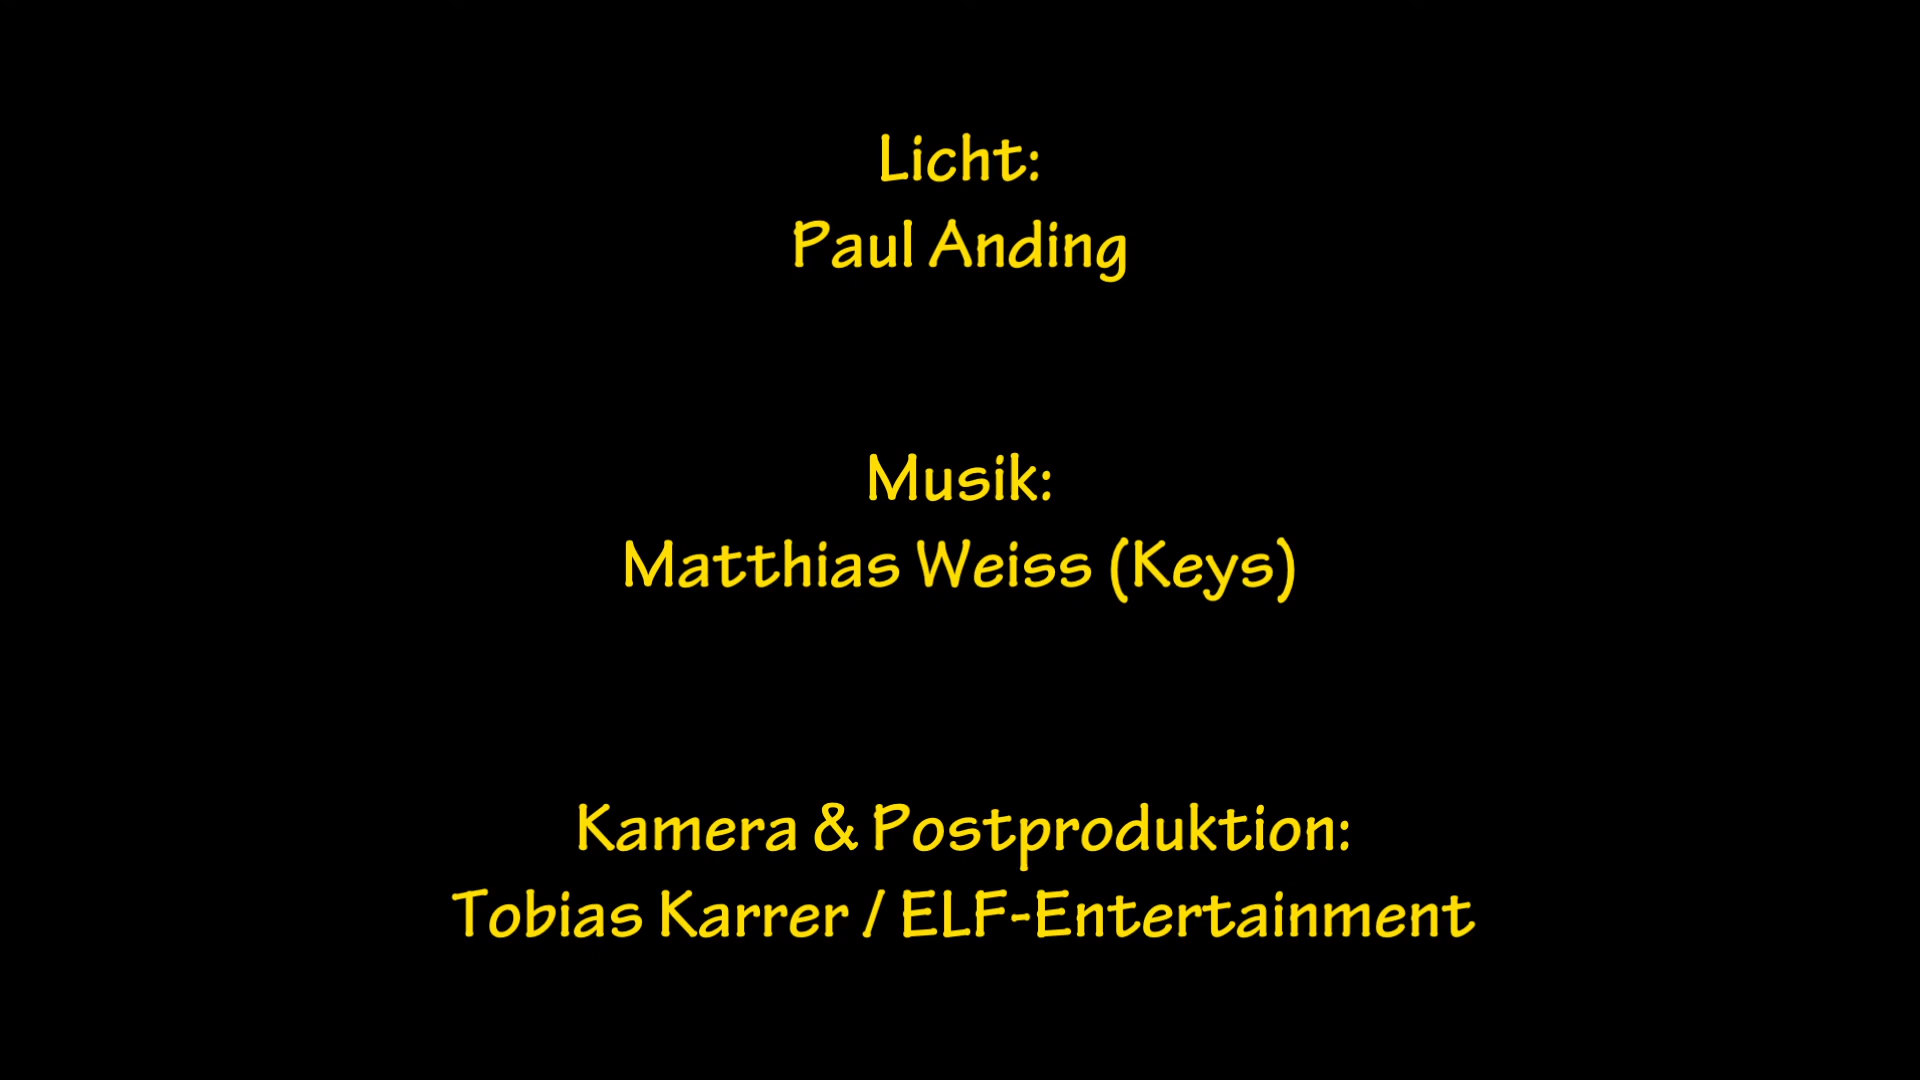 Licht:
Paul Anding
Musik:
Matthias Weiss (Keys)
Kamera & Postproduktion:
Tobias Karrer / ELF-Entertainment